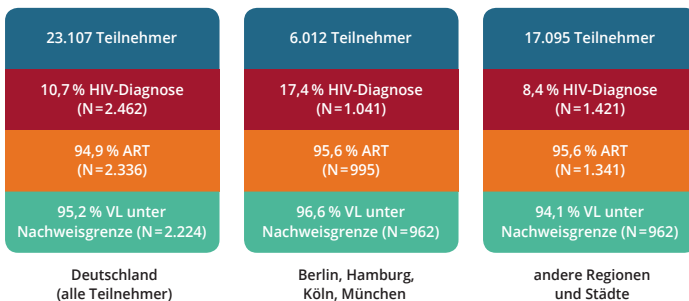 23.107 Teilnehmer
10,7 % HIV-Diagnose
(N=2.462)
94,9 % ART
(N=2.336)
95,2 % VL unter
Nachweisgrenze (N=2.224)
Deutschland
(alle Teilnehmer)
6.012 Teilnehmer
17,4 % HIV-Diagnose
(N=1.041)
95,6 % ART
(N=995)
96,6 % VL unter
Nachweisgrenze (N=962)
Berlin, Hamburg,
Köln, München
17.095 Teilnehmer
8,4 % HIV-Diagnose
(N=1.421)
95,6 % ART
(N=1.341)
94,1 % VL unter
Nachweisgrenze (N=962)
andere Regionen
und Städte